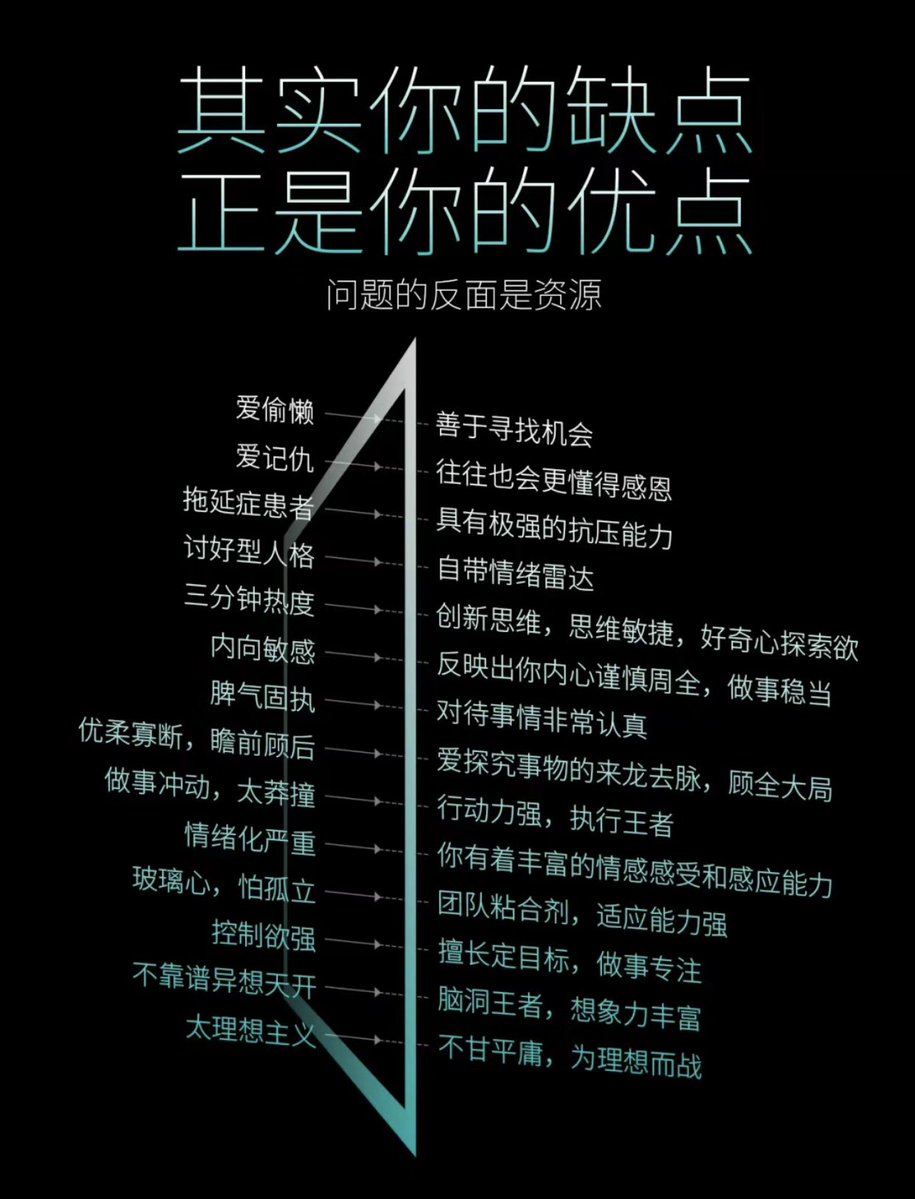 其实你的缺点
正是你的优点
问题的反面是资源
爱偷懒 善于寻找机会
爱记仇 往往也会更懂得感恩
拖延症患者 具有极强的抗压能力
讨好型人格 自带情绪雷达
三分钟热度 创新思维，思维敏捷，好奇心探索欲
内向敏感 反映出你内心谨慎周全，做事稳当
脾气固执 对待事情非常认真
优柔寡断，瞻前顾后 爱探究事物的来龙去脉，顾全大局
做事冲动，太莽撞 行动力强，执行王者
情绪化严重 你有着丰富的情感感受和感应能力
玻璃心，怕孤立 团队粘合剂，适应能力强
控制欲强 擅长定目标，做事专注
不靠谱异想天开 脑洞王者，想象力丰富
太理想主义 不甘平庸，为理想而战